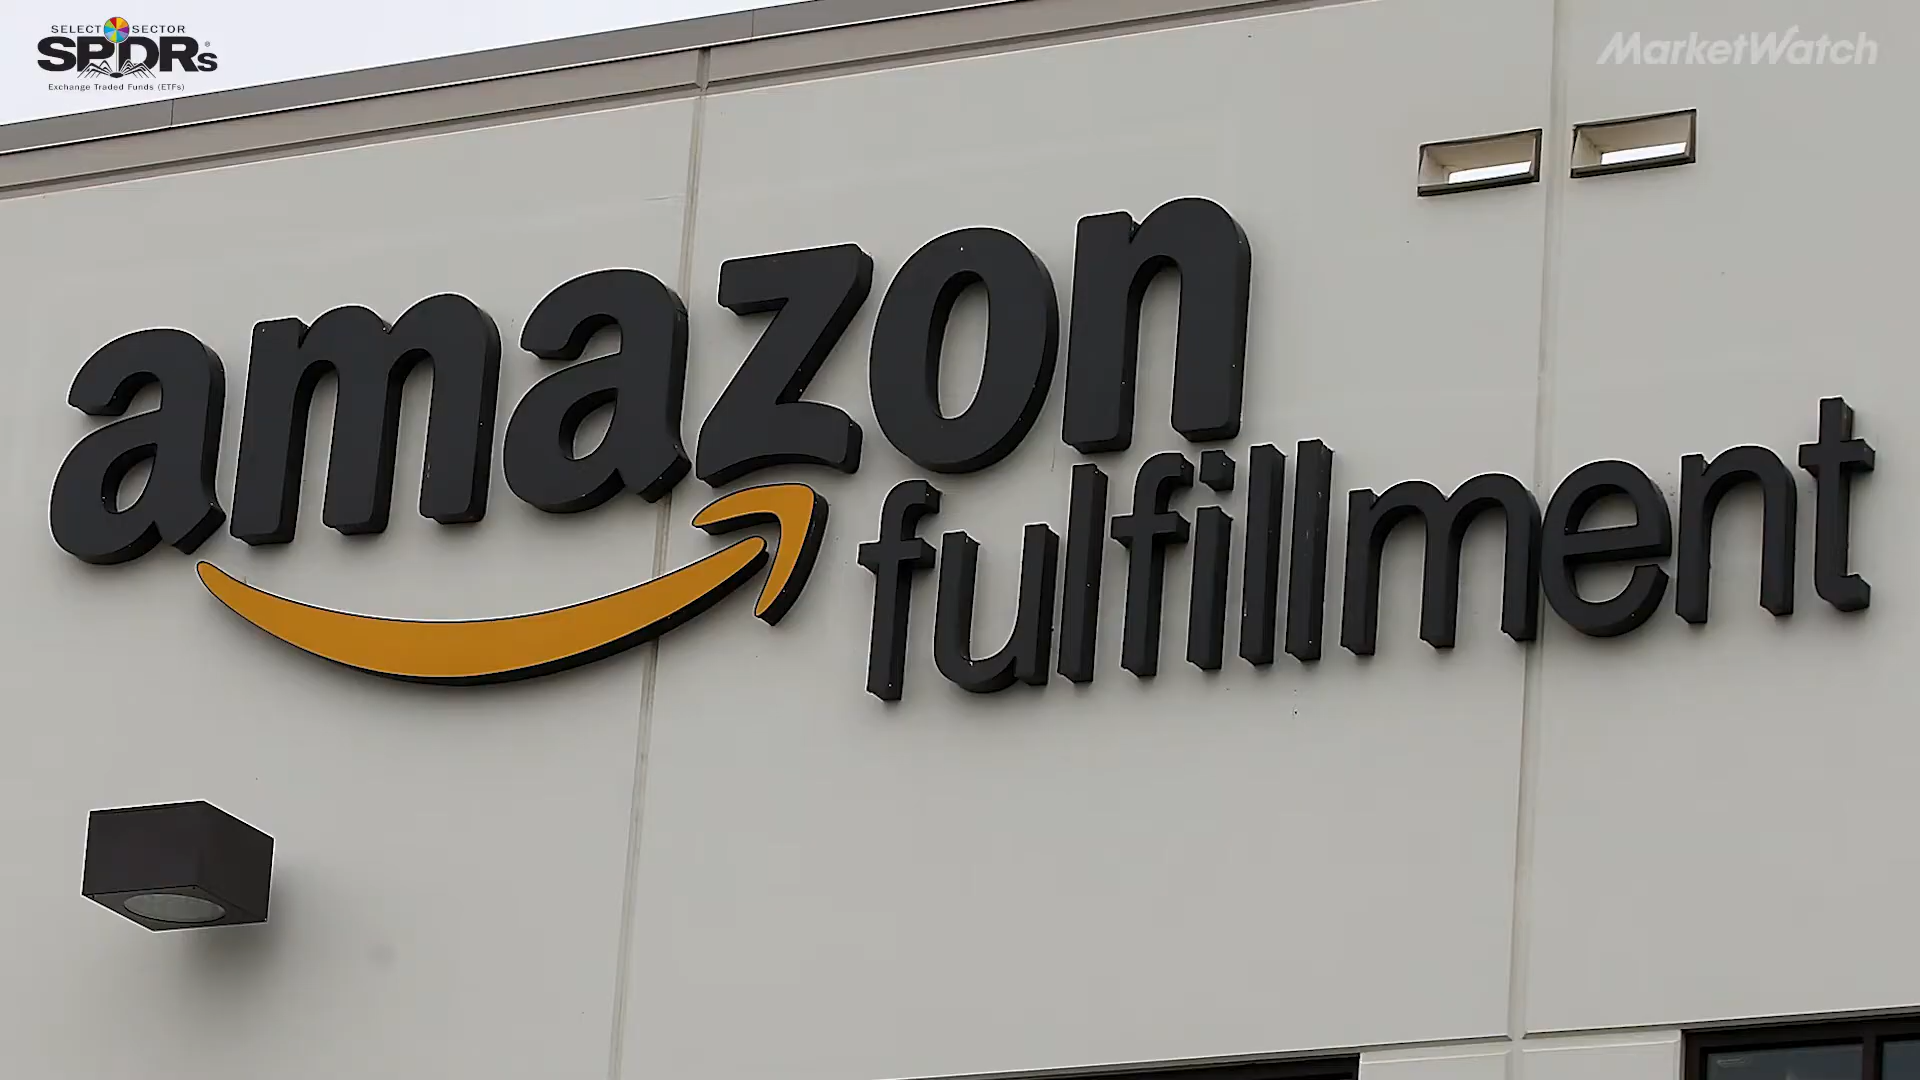 SELECT SECTOR
SPDRs®
Exchange Traded Funds (ETFs)
MarketWatch
amazon
fulfillment